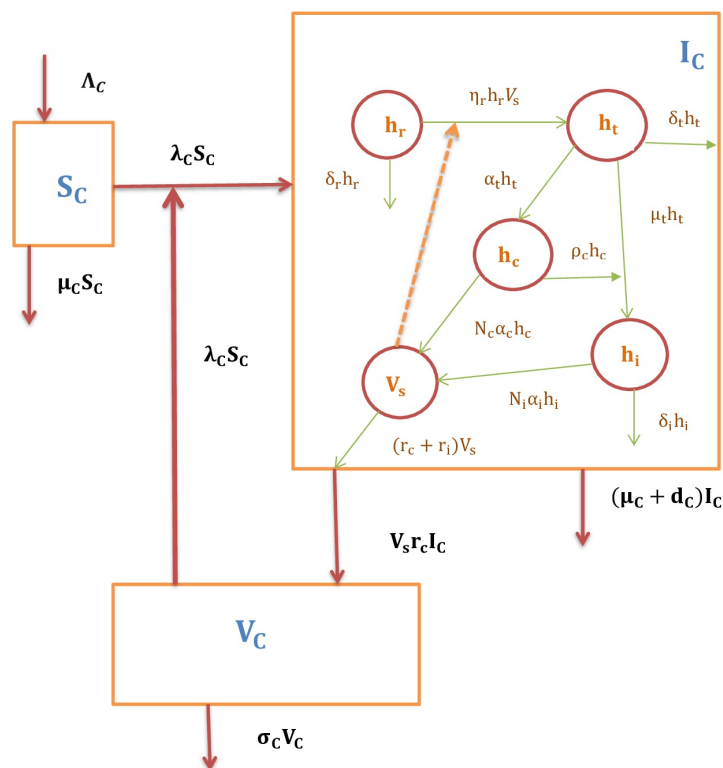 Λ_C
I_C
η_r h_r V_s
h_r
h_t
δ_t h_t
λ_C S_C
S_C
δ_r h_r
α_t h_t
μ_t h_t
h_c
ρ_c h_c
μ_C S_C
N_c α_c h_c
λ_C S_C
h_i
V_s
N_i α_i h_i
δ_i h_i
(r_c + r_i)V_s
(μ_C + d_C)I_C
V_s r_c I_C
V_C
σ_C V_C